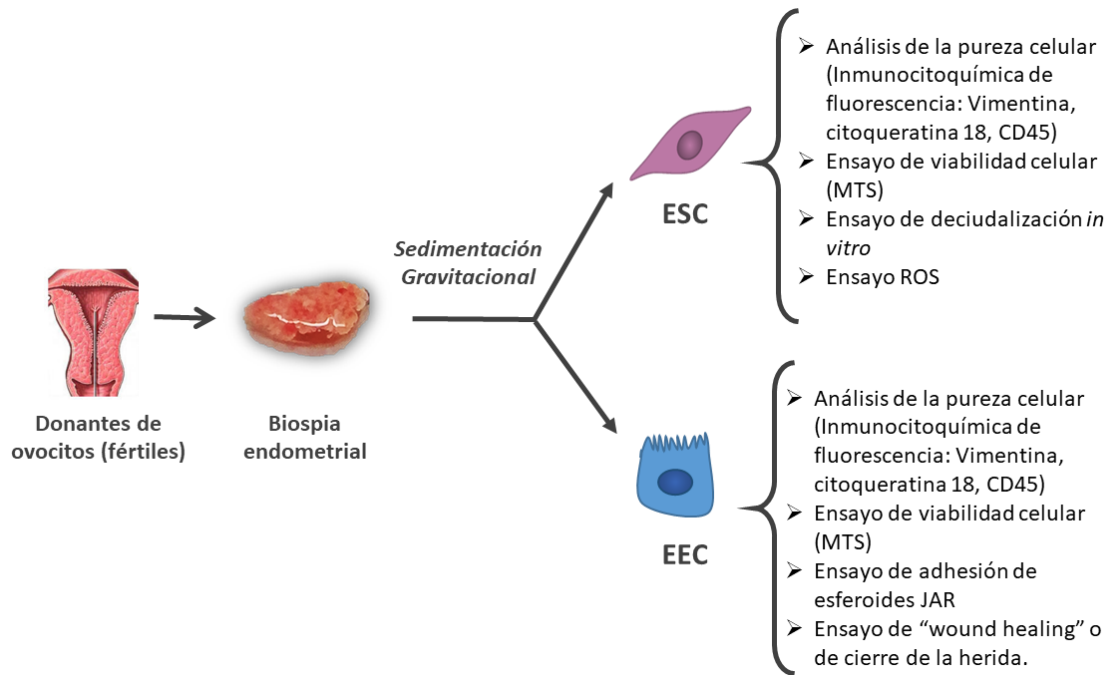 Donantes de
ovocitos (fértiles)
Biospia
endometrial
Sedimentación
Gravitacional
ESC
➢ Análisis de la pureza celular
(Inmunocitoquímica de
fluorescencia: Vimentina,
citoqueratina 18, CD45)
➢ Ensayo de viabilidad celular
(MTS)
➢ Ensayo de deciudalización in
vitro
➢ Ensayo ROS
EEC
➢ Análisis de la pureza celular
(Inmunocitoquímica de
fluorescencia: Vimentina,
citoqueratina 18, CD45)
➢ Ensayo de viabilidad celular
(MTS)
➢ Ensayo de adhesión de
esferoides JAR
➢ Ensayo de “wound healing” o
de cierre de la herida.